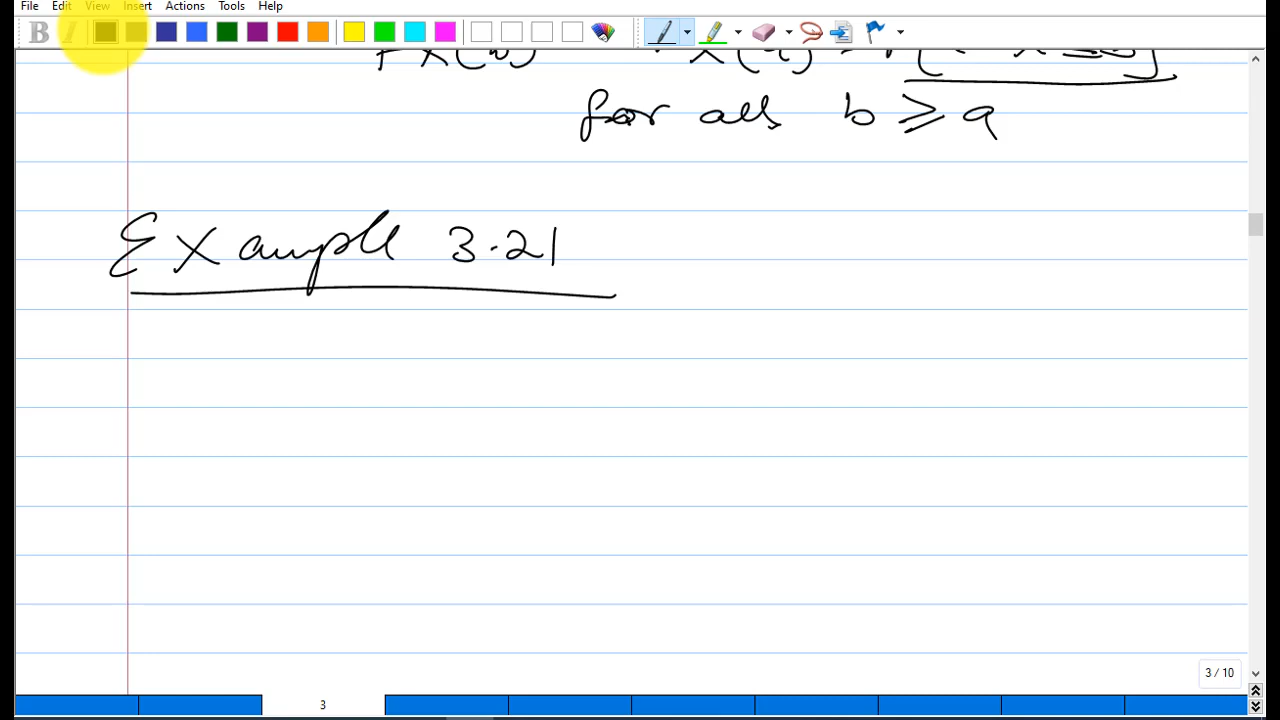 File Edit View Insert Actions Tools Help
B I
for all b ≥ a
Example 3.21
3 / 10
3